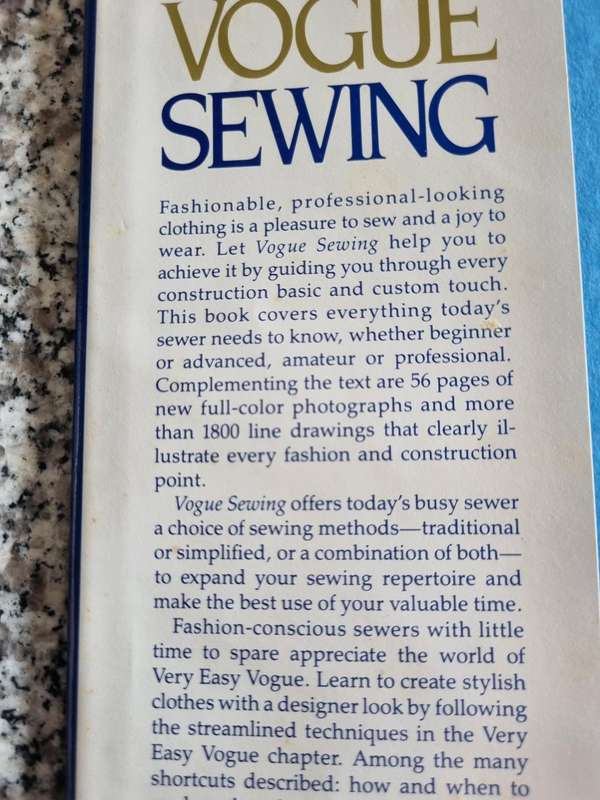 VOGUE
SEWING
Fashionable, professional-looking
clothing is a pleasure to sew and a joy to
wear. Let Vogue Sewing help you to
achieve it by guiding you through every
construction basic and custom touch.
This book covers everything today's
sewer needs to know, whether beginner
or advanced, amateur or professional.
Complementing the text are 56 pages of
new full-color photographs and more
than 1800 line drawings that clearly il-
lustrate every fashion and construction
point.
Vogue Sewing offers today's busy sewer
a choice of sewing methods—traditional
or simplified, or a combination of both—
to expand your sewing repertoire and
make the best use of your valuable time.
Fashion-conscious sewers with little
time to spare appreciate the world of
Very Easy Vogue. Learn to create stylish
clothes with a designer look by following
the streamlined techniques in the Very
Easy Vogue chapter. Among the many
shortcuts described: how and when to